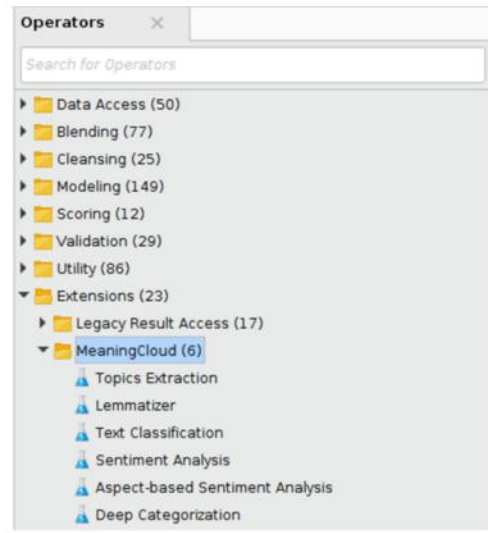 Operators
Search for Operators
Data Access (50)
Blending (77)
Cleansing (25)
Modeling (149)
Scoring (12)
Validation (29)
Utility (86)
Extensions (23)
Legacy Result Access (17)
MeaningCloud (6)
Topics Extraction
Lemmatizer
Text Classification
Sentiment Analysis
Aspect-based Sentiment Analysis
Deep Categorization